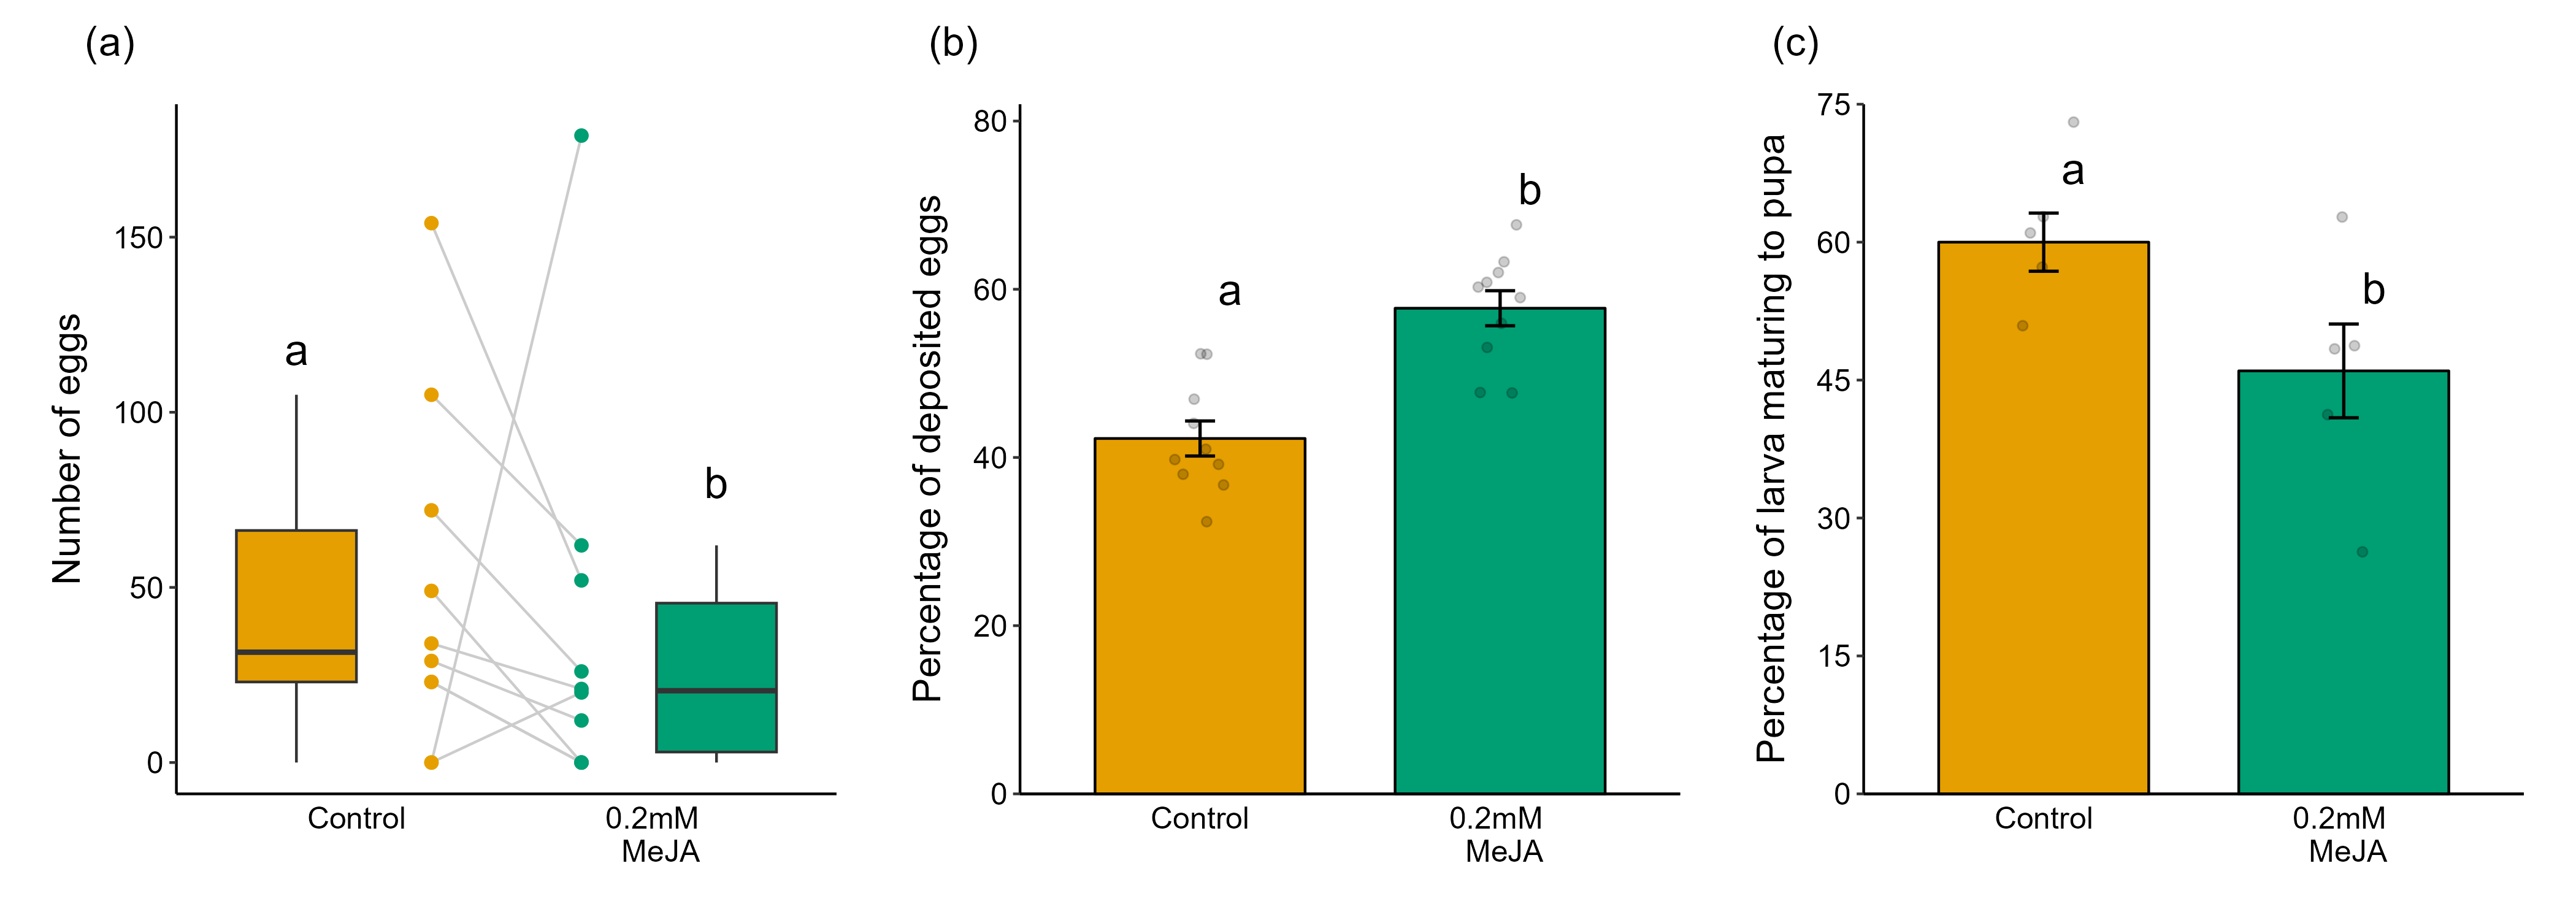 (a)
Number of eggs
150
100
50
0
a
b
Control
0.2mM
MeJA
(b)
Percentage of deposited eggs
80
60
40
20
0
a
b
Control
0.2mM
MeJA
(c)
Percentage of larva maturing to pupa
75
60
45
30
15
0
a
b
Control
0.2mM
MeJA